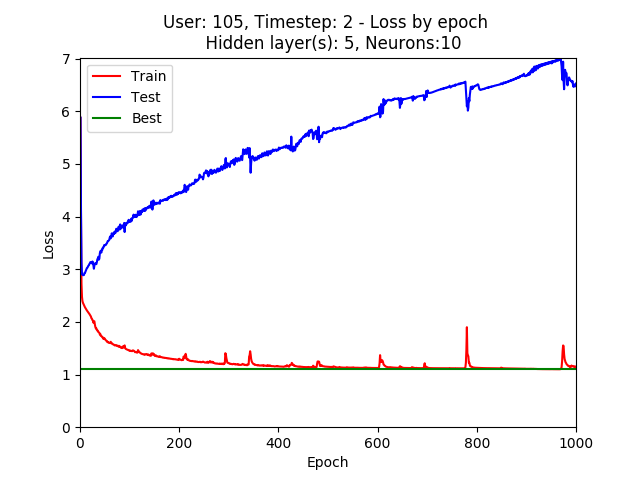 User: 105, Timestep: 2 - Loss by epoch
Hidden layer(s): 5, Neurons:10
7
6
5
4
3
2
1
0
Loss
Train
Test
Best
0 200 400 600 800 1000
Epoch